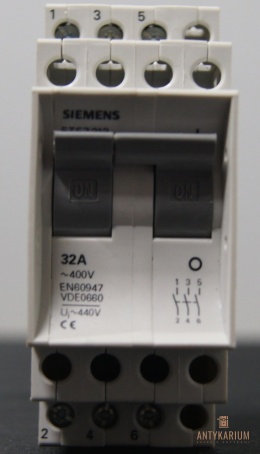 1 3 5
SIEMENS
I
ON ON
32A
~400V
O
EN60947
1 3 5
VDE0660
Ui~440V
2 4 6
CE
2 4 6
ANTYKARIUM